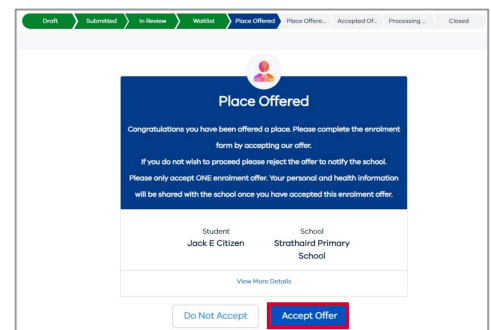 Draft Submitted In Review Waitlist Place Offered Place Offere... Accepted Of... Processing ... Closed
Place Offered
Congratulations you have been offered a place. Please complete the enrolment
form by accepting our offer.
If you do not wish to proceed please reject the offer to notify the school.
Please only accept ONE enrolment offer. Your personal and health information
will be shared with the school once you have accepted this enrolment offer.
Student School
Jack E Citizen Strathaird Primary
School
View More Details
Do Not Accept Accept Offer